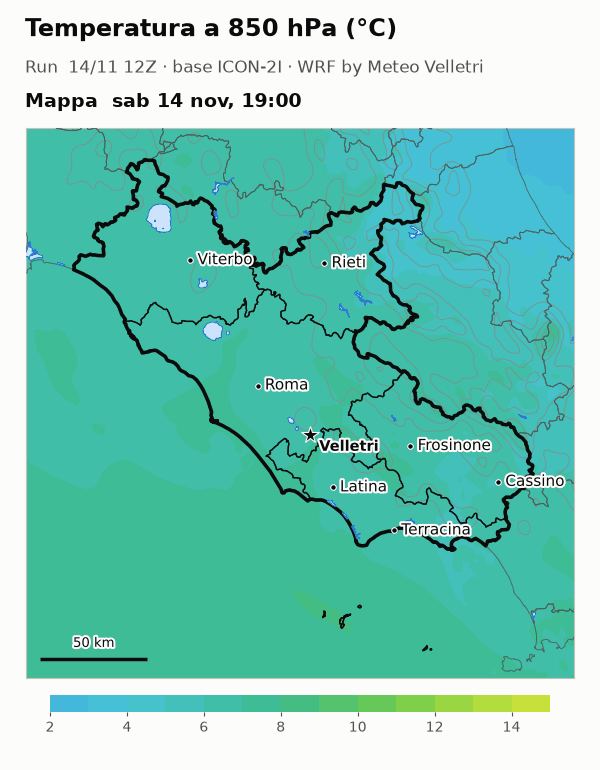 Temperatura a 850 hPa (°C)
Run  14/11 12Z · base ICON-2I · WRF by Meteo Velletri
Mappa  sab 14 nov, 19:00
Viterbo
Rieti
Roma
Velletri
Frosinone
Cassino
Latina
Terracina
50 km
2 4 6 8 10 12 14